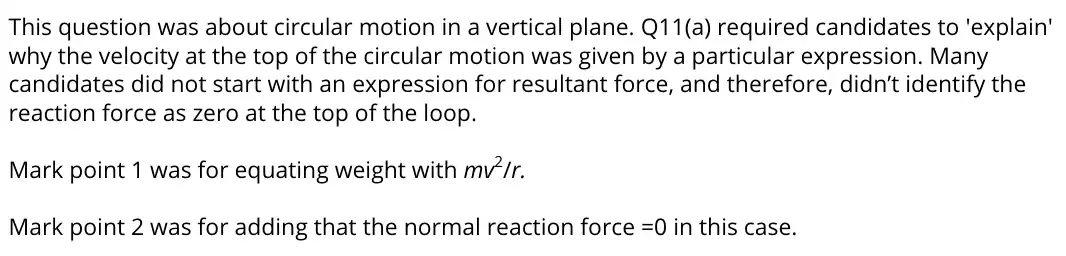 This question was about circular motion in a vertical plane. Q11(a) required candidates to 'explain'
why the velocity at the top of the circular motion was given by a particular expression. Many
candidates did not start with an expression for resultant force, and therefore, didn’t identify the
reaction force as zero at the top of the loop.
Mark point 1 was for equating weight with mv²/r.
Mark point 2 was for adding that the normal reaction force =0 in this case.